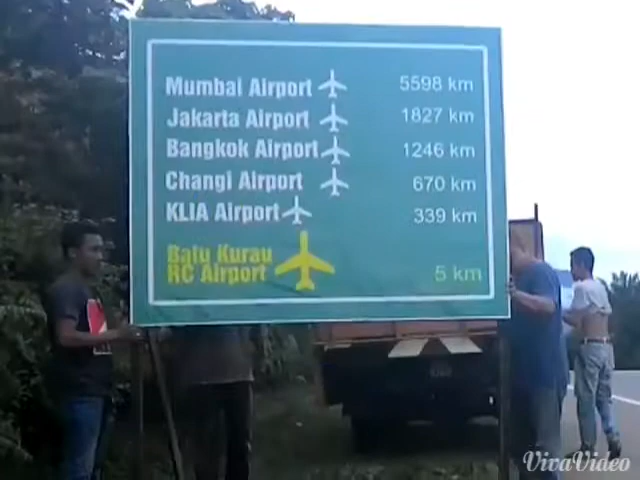 Mumbai Airport 5598 km
Jakarta Airport 1827 km
Bangkok Airport 1246 km
Changi Airport 670 km
KLIA Airport 339 km
Batu Kurau
RC Airport 5 km
VivaVideo